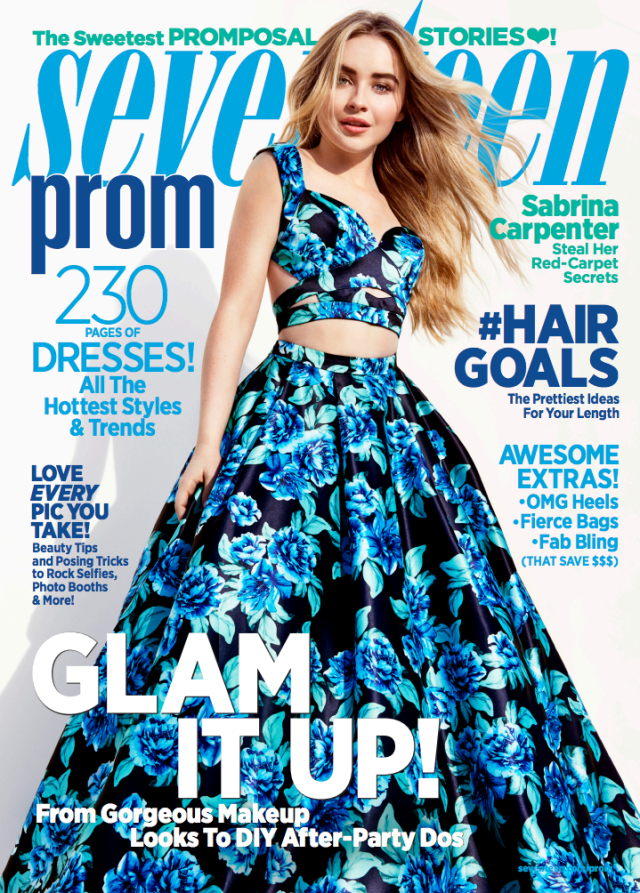 The Sweetest PROMPOSAL STORIES❤!
seventeen
prom
230
PAGES OF
DRESSES!
All The
Hottest Styles
& Trends
LOVE
EVERY
PIC YOU
TAKE!
Beauty Tips
and Posing Tricks
to Rock Selfies,
Photo Booths
& More!
Sabrina
Carpenter
Steal Her
Red-Carpet
Secrets
#HAIR
GOALS
The Prettiest Ideas
For Your Length
AWESOME
EXTRAS!
•OMG Heels
•Fierce Bags
•Fab Bling
(THAT SAVE $$$)
GLAM
IT UP!
From Gorgeous Makeup
Looks To DIY After-Party Dos